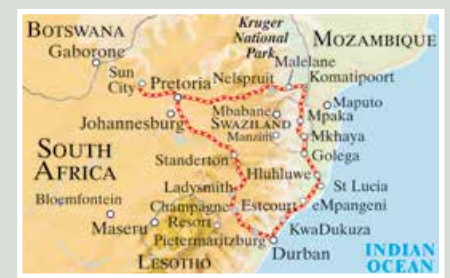 Kruger
National
Park
BOTSWANA
Gaborone
MOZAMBIQUE
Malelane
Sun
City
Pretoria
Nelspruit
Komatipoort
Maputo
Mbabane
Mpaka
Johannesburg
SWAZILAND
Manzini
Mkhaya
SOUTH
AFRICA
Standerton
Golega
Hluhluwe
Ladysmith
St Lucia
Bloemfontein
Champagne
Resort
Estcourt
eMpangeni
Maseru
Pietermaritzburg
KwaDukuza
LESOTHO
Durban
INDIAN
OCEAN